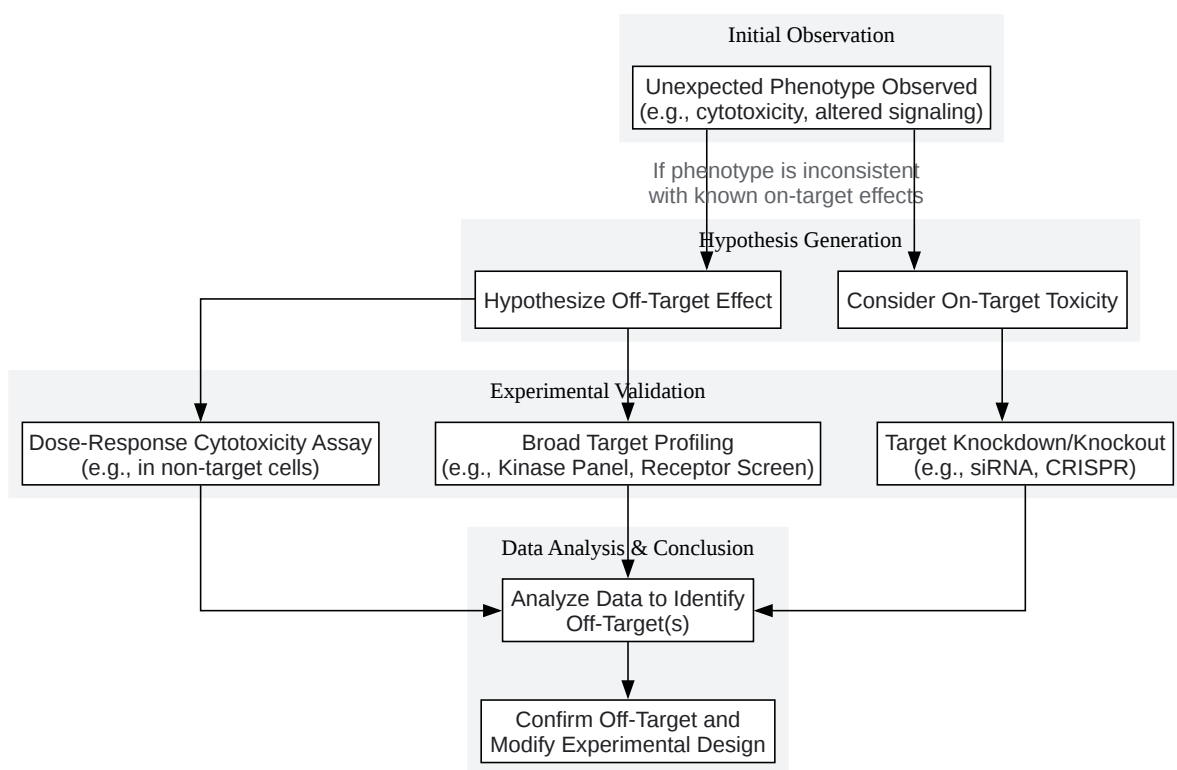 Initial Observation
Unexpected Phenotype Observed
(e.g., cytotoxicity, altered signaling)
If phenotype is inconsistent
with known on-target effects
Hypothesis Generation
Hypothesize Off-Target Effect
Consider On-Target Toxicity
Experimental Validation
Dose-Response Cytotoxicity Assay
(e.g., in non-target cells)
Broad Target Profiling
(e.g., Kinase Panel, Receptor Screen)
Target Knockdown/Knockout
(e.g., siRNA, CRISPR)
Data Analysis & Conclusion
Analyze Data to Identify
Off-Target(s)
Confirm Off-Target and
Modify Experimental Design